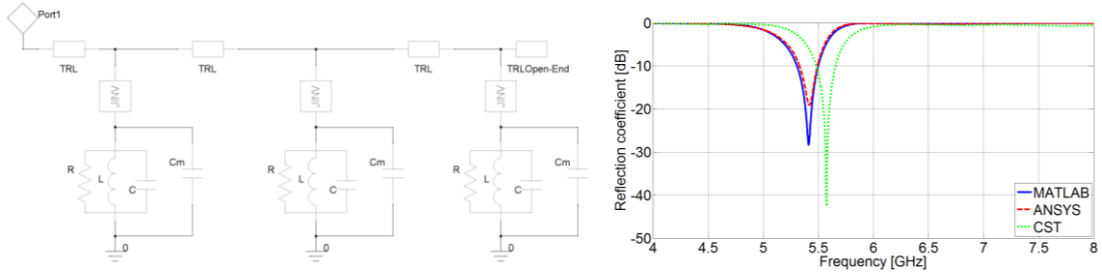 Port1
TRL
TRL
TRL
TRLOpen-End
JINV
JINV
JINV
R
L
C
Cm
R
L
C
Cm
R
L
C
Cm
0
0
0
Reflection coefficient [dB]
0
-10
-20
-30
-40
-50
4
4.5
5
5.5
6
6.5
7
7.5
8
Frequency [GHz]
MATLAB
ANSYS
CST